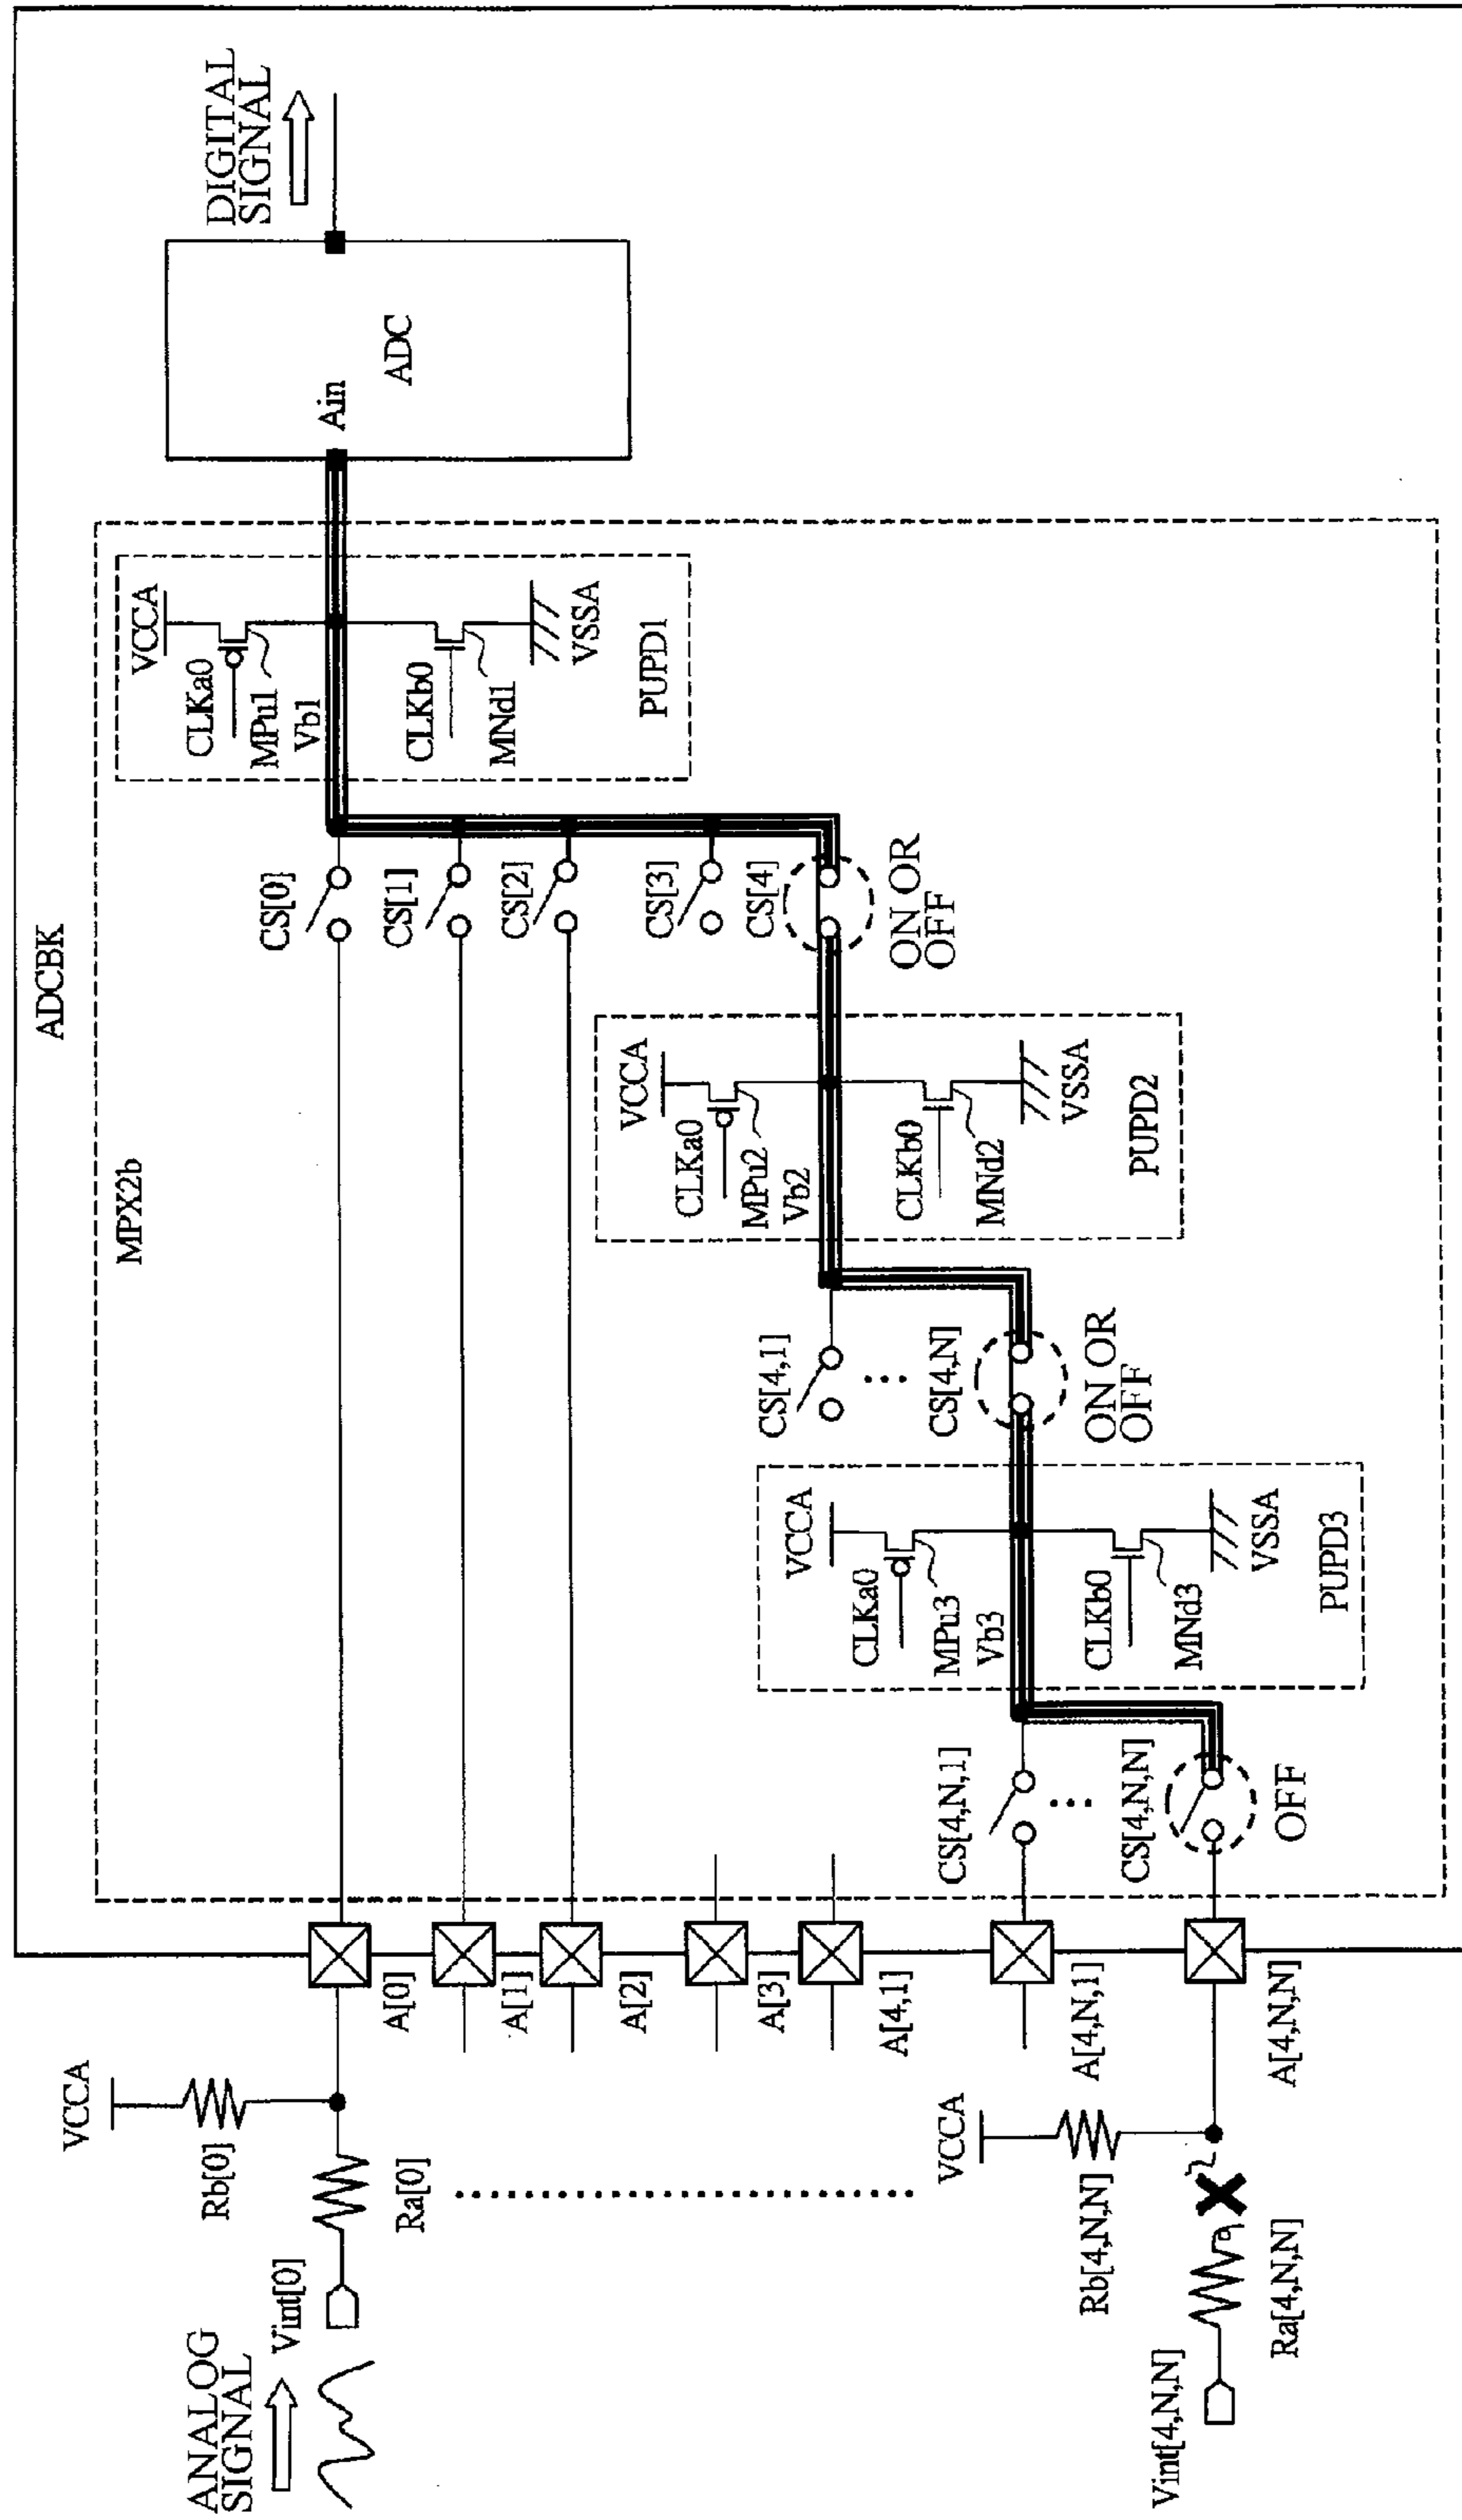 ADCBK
MPX2b
ANALOG
SIGNAL
Vint[0]
Ra[0]
Rb[0]
VCCA
A[0]
A[1]
A[2]
A[3]
A[4,1]
A[4,N,1]
A[4,N,N]
VCCA
Rb[4,N,N]
Ra[4,N,N]
Vint[4,N,N]
CS[4,N,1]
CS[4,N,N]
OFF
VCCA
CLKa0
MPu3
Vb3
CLKb0
MNd3
VSSA
PUPD3
CS[4,1]
CS[4,N]
ON OR
OFF
VCCA
CLKa0
MPu2
Vb2
CLKb0
MNd2
VSSA
PUPD2
CS[0]
CS[1]
CS[2]
CS[3]
CS[4]
ON OR
OFF
VCCA
CLKa0
MPu1
Vb1
CLKb0
MNd1
VSSA
PUPD1
Ain
ADC
DIGITAL
SIGNAL